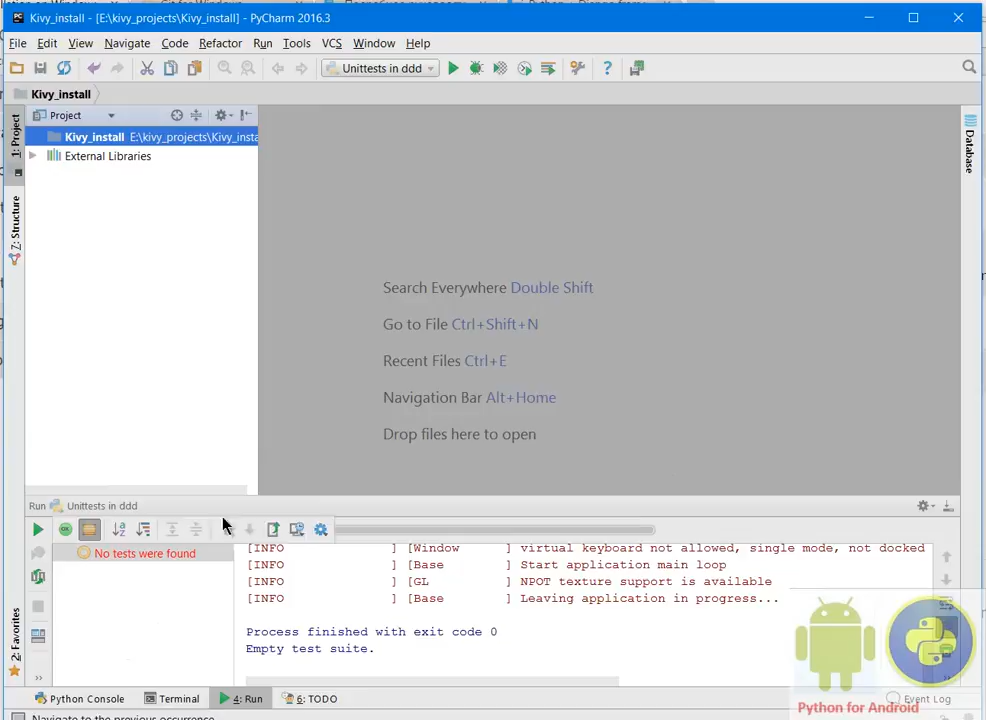 Kivy_install - [E:\kivy_projects\Kivy_install] - PyCharm 2016.3
File Edit View Navigate Code Refactor Run Tools VCS Window Help
Unittests in ddd
Kivy_install
1: Project
Project
Kivy_install E:\kivy_projects\Kivy_insta
External Libraries
Database
7: Structure
Search Everywhere Double Shift
Go to File Ctrl+Shift+N
Recent Files Ctrl+E
Navigation Bar Alt+Home
Drop files here to open
Run Unittests in ddd
No tests were found
[INFO ] [Window ] virtual keyboard not allowed, single mode, not docked
[INFO ] [Base ] Start application main loop
[INFO ] [GL ] NPOT texture support is available
[INFO ] [Base ] Leaving application in progress...
Process finished with exit code 0
Empty test suite.
2: Favorites
Python Console Terminal 4: Run 6: TODO Event Log
Python for Android
Navigate to the previous occurrence